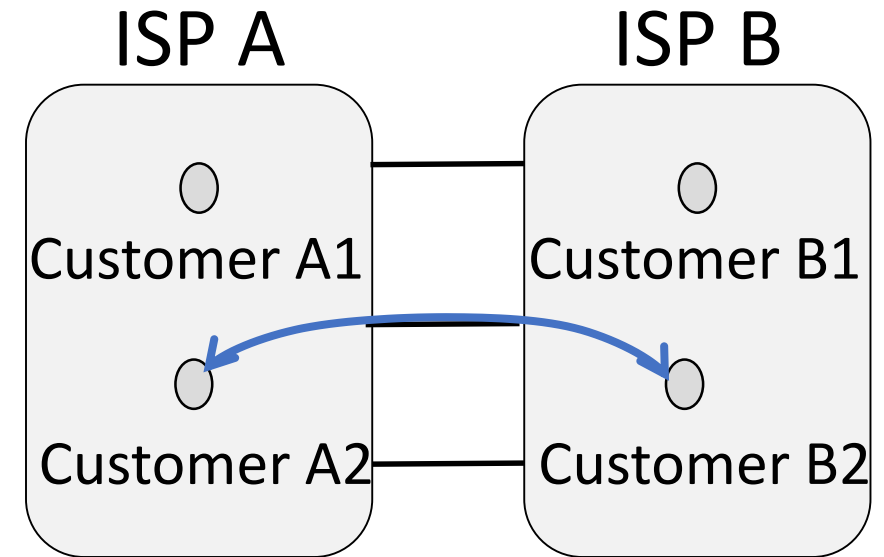 ISP A
ISP B
Customer A1
Customer B1
Customer A2
Customer B2